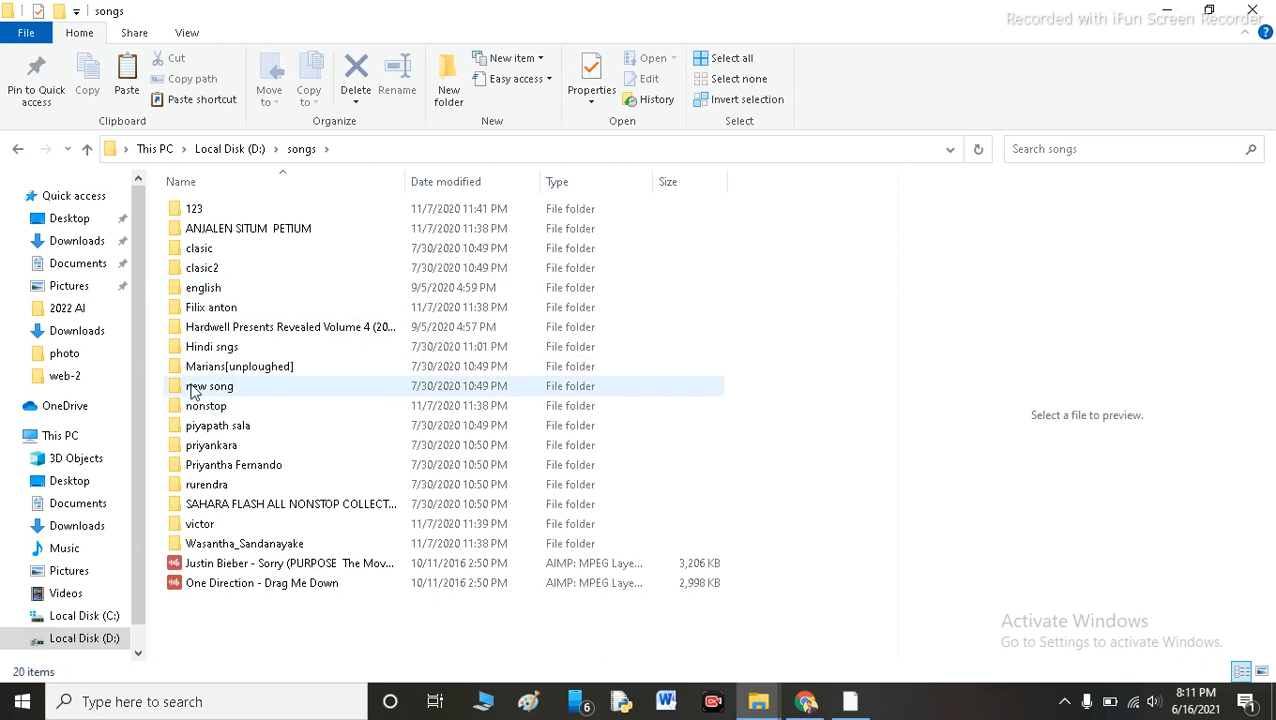 songs
Recorded with iFun Screen Recorder
File Home Share View
Pin to Quick access
Copy
Paste
Cut
Copy path
Paste shortcut
Clipboard
Move to
Copy to
Delete
Rename
Organize
New folder
New item
Easy access
New
Properties
Open
Edit
History
Open
Select all
Select none
Invert selection
Select
This PC > Local Disk (D:) > songs >
Search songs
Name Date modified Type Size
Quick access
Desktop
Downloads
Documents
Pictures
2022 AI
Downloads
photo
web-2
OneDrive
This PC
3D Objects
Desktop
Documents
Downloads
Music
Pictures
Videos
Local Disk (C:)
Local Disk (D:)
123 11/7/2020 11:41 PM File folder
ANJALEN SITUM PETIUM 11/7/2020 11:38 PM File folder
clasic 7/30/2020 10:49 PM File folder
clasic2 7/30/2020 10:49 PM File folder
english 9/5/2020 4:59 PM File folder
Filix anton 11/7/2020 11:38 PM File folder
Hardwell Presents Revealed Volume 4 (20... 9/5/2020 4:57 PM File folder
Hindi sngs 7/30/2020 11:01 PM File folder
Marians[unploughed] 7/30/2020 10:49 PM File folder
new song 7/30/2020 10:49 PM File folder
nonstop 11/7/2020 11:38 PM File folder
piyapath sala 7/30/2020 10:49 PM File folder
priyankara 7/30/2020 10:50 PM File folder
Priyantha Fernando 7/30/2020 10:50 PM File folder
rurendra 7/30/2020 10:50 PM File folder
SAHARA FLASH ALL NONSTOP COLLECT... 7/30/2020 10:50 PM File folder
victor 11/7/2020 11:39 PM File folder
Wasantha_Sandanayake 11/7/2020 11:38 PM File folder
Justin Bieber - Sorry (PURPOSE The Mov... 10/11/2016 2:50 PM AIMP: MPEG Laye... 3,206 KB
One Direction - Drag Me Down 10/11/2016 2:50 PM AIMP: MPEG Laye... 2,998 KB
Select a file to preview.
Activate Windows
Go to Settings to activate Windows.
20 items
Type here to search
6
8:11 PM
6/16/2021
1